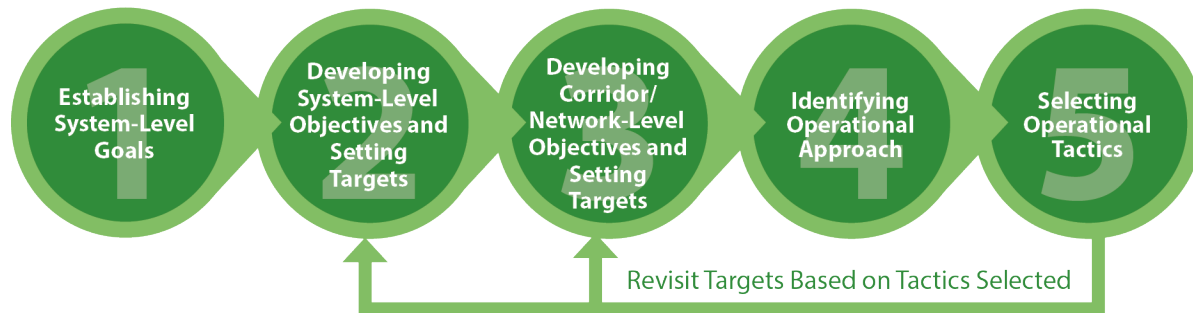 1
Establishing
System-Level
Goals
2
Developing
System-Level
Objectives and
Setting
Targets
3
Developing
Corridor/
Network-Level
Objectives and
Setting
Targets
4
Identifying
Operational
Approach
5
Selecting
Operational
Tactics
Revisit Targets Based on Tactics Selected